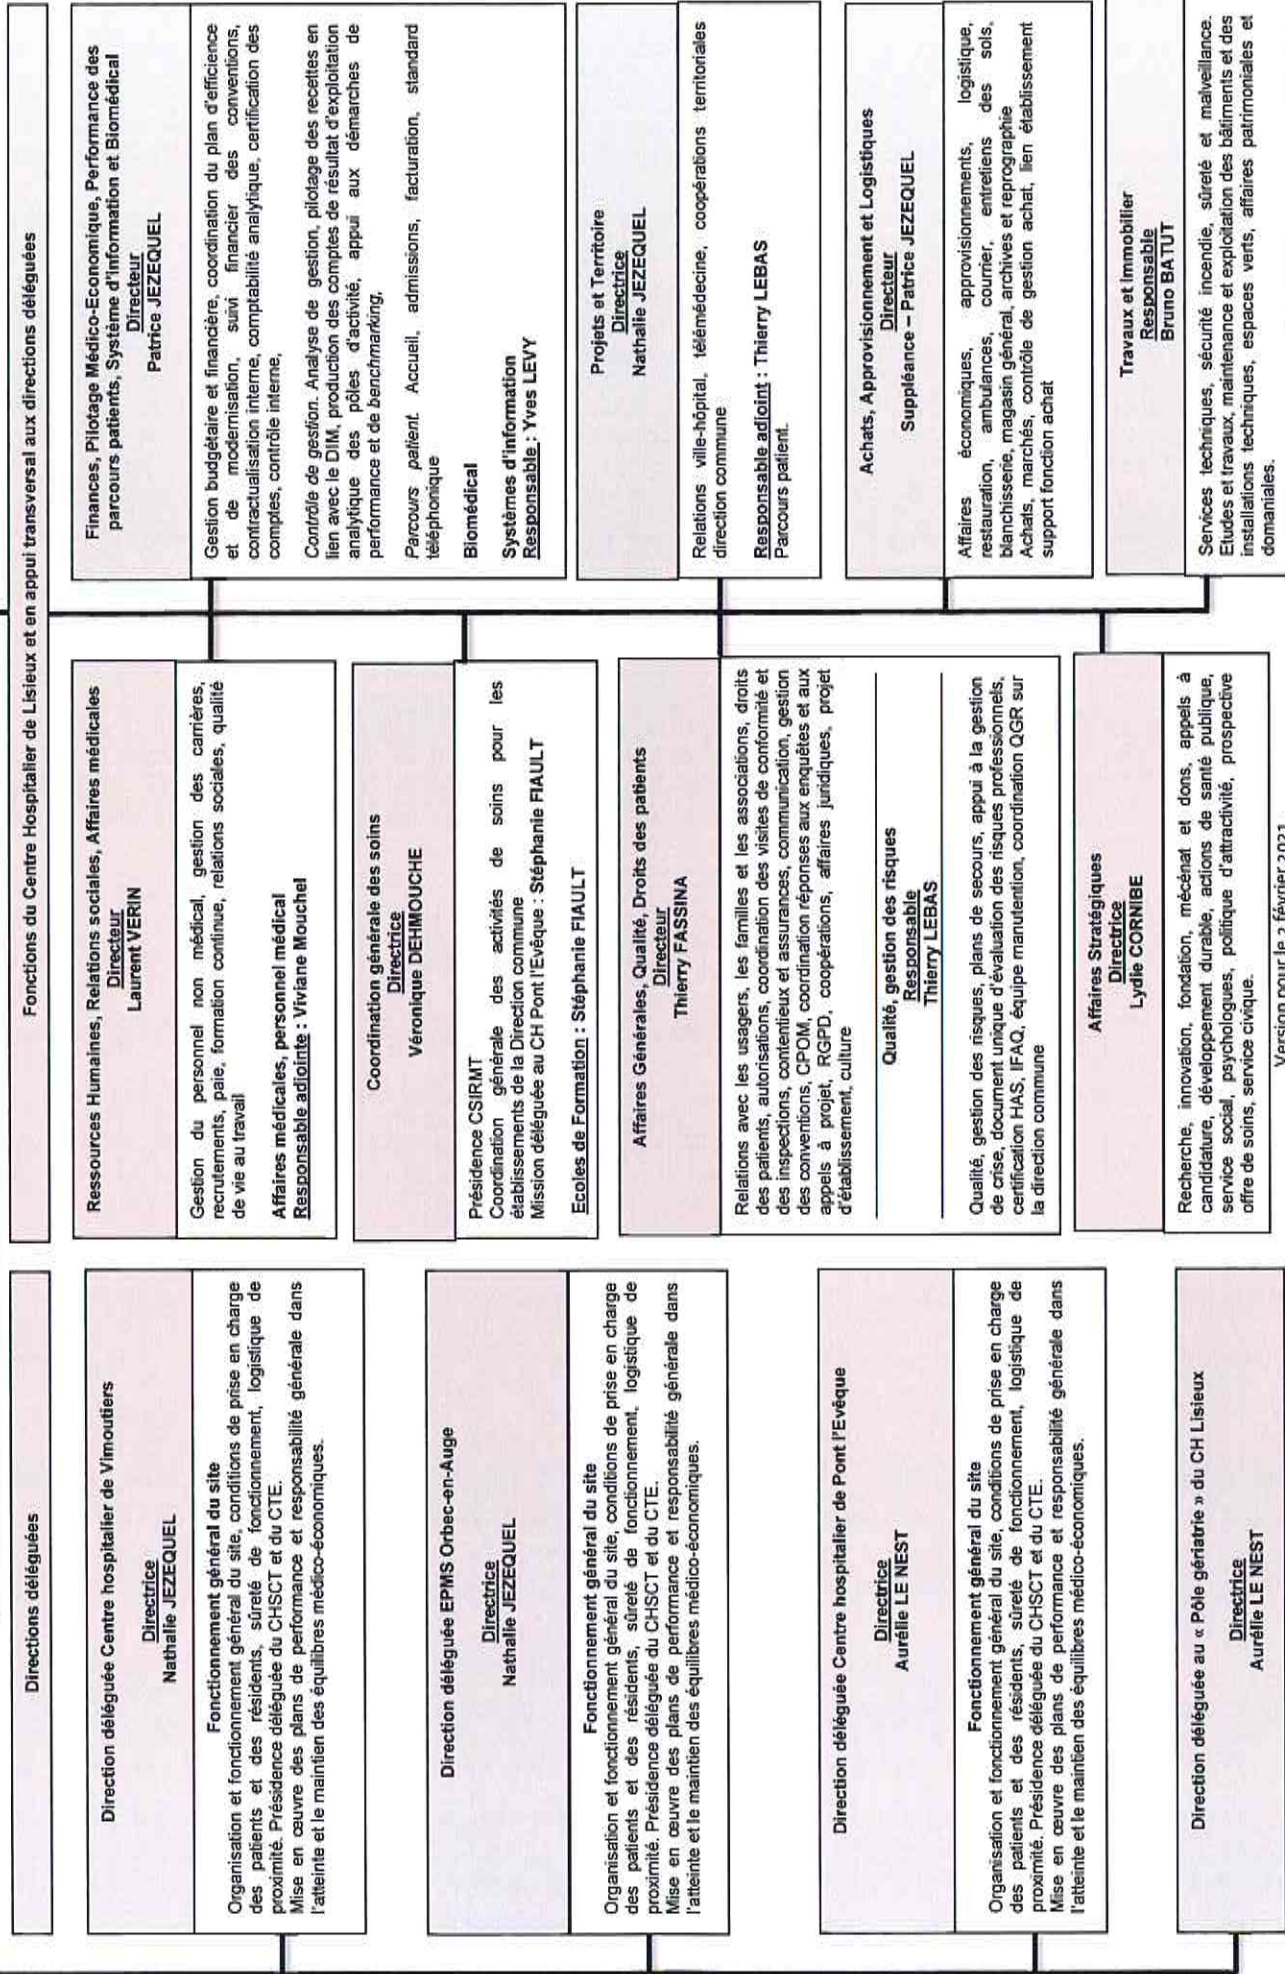 Directions déléguées
Direction déléguée Centre hospitalier de Vimoutiers
Directrice
Nathalie JEZEQUEL
Fonctionnement général du site
Organisation et fonctionnement général du site, conditions de prise en charge
des patients et des résidents, sûreté de fonctionnement, logistique de
proximité. Présidence déléguée du CHSCT et du CTE.
Mise en œuvre des plans de performance et responsabilité générale dans
l'atteinte et le maintien des équilibres médico-économiques.
Direction déléguée EPMS Orbec-en-Auge
Directrice
Nathalie JEZEQUEL
Fonctionnement général du site
Organisation et fonctionnement général du site, conditions de prise en charge
des patients et des résidents, sûreté de fonctionnement, logistique de
proximité. Présidence déléguée du CHSCT et du CTE.
Mise en œuvre des plans de performance et responsabilité générale dans
l'atteinte et le maintien des équilibres médico-économiques.
Direction déléguée Centre hospitalier de Pont l'Evêque
Directrice
Aurélie LE NEST
Fonctionnement général du site
Organisation et fonctionnement général du site, conditions de prise en charge
des patients et des résidents, sûreté de fonctionnement, logistique de
proximité. Présidence déléguée du CHSCT et du CTE.
Mise en œuvre des plans de performance et responsabilité générale dans
l'atteinte et le maintien des équilibres médico-économiques.
Direction déléguée au « Pôle gériatrie » du CH Lisieux
Directrice
Aurélie LE NEST
Fonctions du Centre Hospitalier de Lisieux et en appui transversal aux directions déléguées
Ressources Humaines, Relations sociales, Affaires médicales
Directeur
Laurent VERIN
Gestion du personnel non médical, gestion des carrières,
recrutements, paie, formation continue, relations sociales, qualité
de vie au travail
Affaires médicales, personnel médical
Responsable adjointe : Viviane Mouchel
Coordination générale des soins
Directrice
Véronique DEHMOUCHE
Présidence CSIRMT
Coordination générale des activités de soins pour les
établissements de la Direction commune
Mission déléguée au CH Pont l'Evêque : Stéphanie FIAULT
Ecoles de Formation : Stéphanie FIAULT
Affaires Générales, Qualité, Droits des patients
Directeur
Thierry FASSINA
Relations avec les usagers, les familles et les associations, droits
des patients, autorisations, coordination des visites de conformité et
des inspections, contentieux et assurances, communication, gestion
des conventions, CPOM, coordination réponses aux enquêtes et aux
appels à projet, RGPD, coopérations, affaires juridiques, projet
d'établissement, culture
Qualité, gestion des risques
Responsable
Thierry LEBAS
Qualité, gestion des risques, plans de secours, appui à la gestion
de crise, document unique d'évaluation des risques professionnels,
certification HAS, IFAQ, équipe manutention, coordination QGR sur
la direction commune
Affaires Stratégiques
Directrice
Lydie CORNIBE
Recherche, innovation, fondation, mécénat et dons, appels à
candidature, développement durable, actions de santé publique,
service social, psychologues, politique d'attractivité, prospective
offre de soins, service civique.
Finances, Pilotage Médico-Economique, Performance des
parcours patients, Système d'information et Biomédical
Directeur
Patrice JEZEQUEL
Gestion budgétaire et financière, coordination du plan d'efficience
et de modernisation, suivi financier des conventions,
contractualisation interne, comptabilité analytique, certification des
comptes, contrôle interne,
Contrôle de gestion. Analyse de gestion, pilotage des recettes en
lien avec le DIM, production des comptes de résultat d'exploitation
analytique des pôles d'activité, appui aux démarches de
performance et de benchmarking,
Parcours patient. Accueil, admissions, facturation, standard
téléphonique
Biomédical
Systèmes d'information
Responsable : Yves LEVY
Projets et Territoire
Directrice
Nathalie JEZEQUEL
Relations ville-hôpital, télémédecine, coopérations territoriales
direction commune
Responsable adjoint : Thierry LEBAS
Parcours patient.
Achats, Approvisionnement et Logistiques
Directeur
Suppléance – Patrice JEZEQUEL
Affaires économiques, approvisionnements, logistique,
restauration, ambulances, courrier, entretiens des sols,
blanchisserie, magasin général, archives et reprographie
Achats, marchés, contrôle de gestion achat, lien établissement
support fonction achat
Travaux et Immobilier
Responsable
Bruno BATUT
Services techniques, sécurité incendie, sûreté et malveillance.
Etudes et travaux, maintenance et exploitation des bâtiments et des
installations techniques, espaces verts, affaires patrimoniales et
domaniales.
Version pour le 2 février 2021